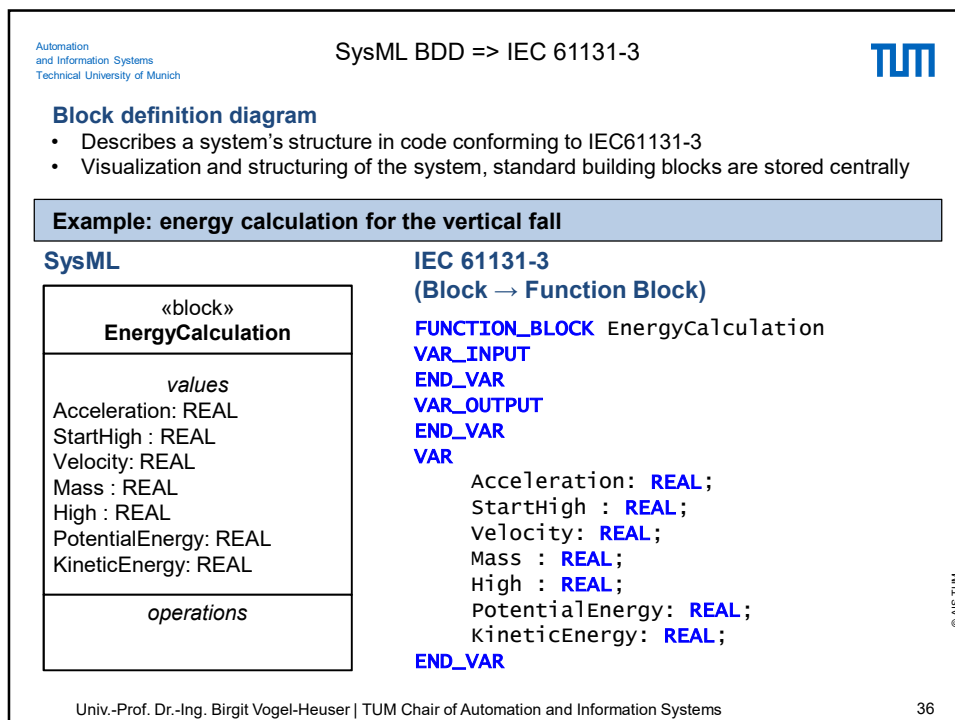 Automation
and Information Systems
Technical University of Munich
SysML BDD => IEC 61131-3
TUM
Block definition diagram
• Describes a system's structure in code conforming to IEC61131-3
• Visualization and structuring of the system, standard building blocks are stored centrally
Example: energy calculation for the vertical fall
SysML
«block»
EnergyCalculation
values
Acceleration: REAL
StartHigh : REAL
Velocity: REAL
Mass : REAL
High : REAL
PotentialEnergy: REAL
KineticEnergy: REAL
operations
IEC 61131-3
(Block → Function Block)
FUNCTION_BLOCK EnergyCalculation
VAR_INPUT
END_VAR
VAR_OUTPUT
END_VAR
VAR
Acceleration: REAL;
StartHigh : REAL;
Velocity: REAL;
Mass : REAL;
High : REAL;
PotentialEnergy: REAL;
KineticEnergy: REAL;
END_VAR
© AIS TUM
Univ.-Prof. Dr.-Ing. Birgit Vogel-Heuser | TUM Chair of Automation and Information Systems
36